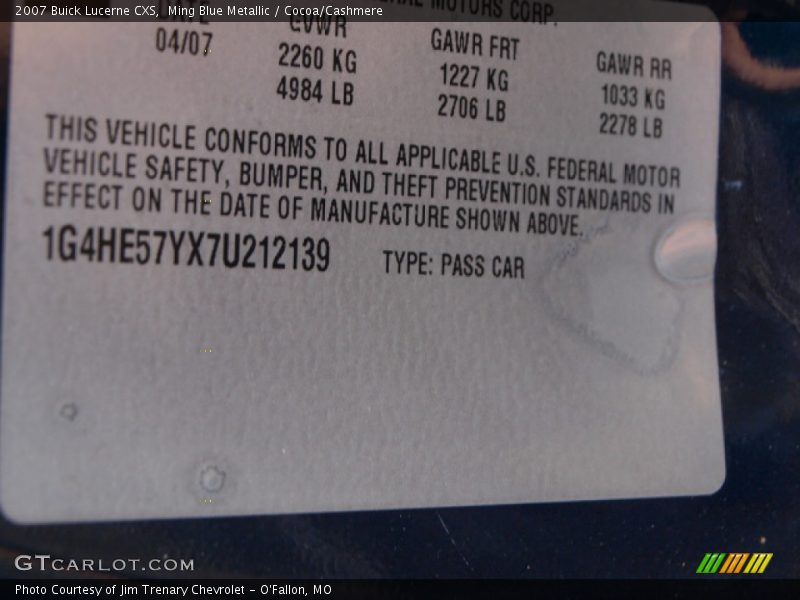 2007 Buick Lucerne CXS, Ming Blue Metallic / Cocoa/Cashmere
MOTORS CORP.
DATE GVWR GAWR FRT GAWR RR
04/07 2260 KG 1227 KG 1033 KG
4984 LB 2706 LB 2278 LB
THIS VEHICLE CONFORMS TO ALL APPLICABLE U.S. FEDERAL MOTOR
VEHICLE SAFETY, BUMPER, AND THEFT PREVENTION STANDARDS IN
EFFECT ON THE DATE OF MANUFACTURE SHOWN ABOVE.
1G4HE57YX7U212139 TYPE: PASS CAR
GTCARLOT.COM
Photo Courtesy of Jim Trenary Chevrolet - O'Fallon, MO